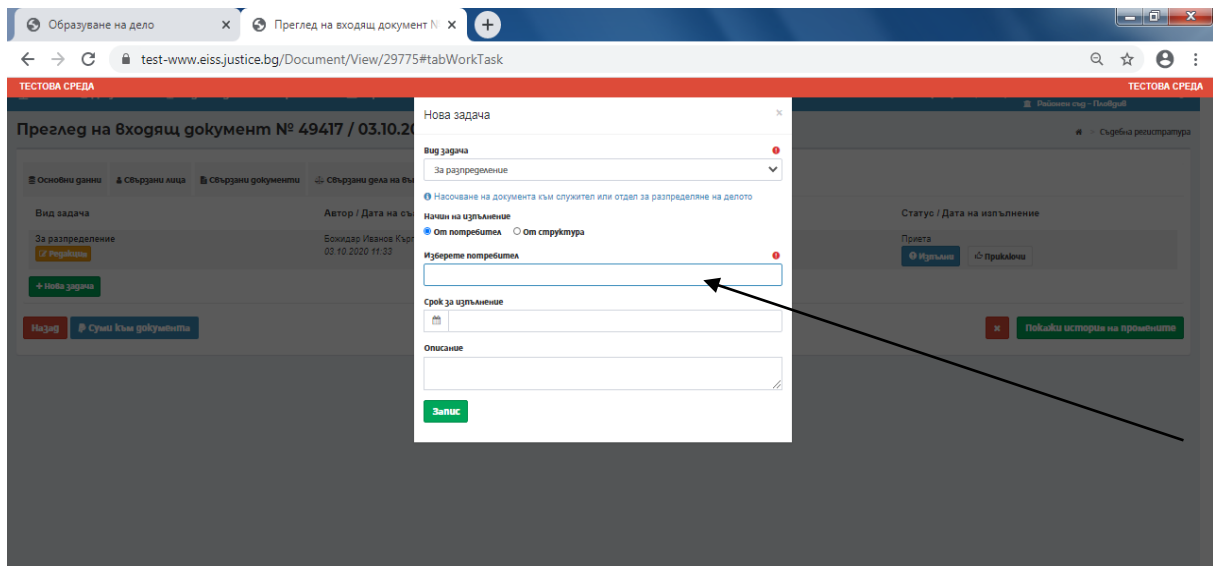 Образуване на дело
Преглед на входящ документ N
test-www.eiss.justice.bg/Document/View/29775#tabWorkTask
ТЕСТОВА СРЕДА
ТЕСТОВА СРЕДА
Районен съд - Пловдив
Преглед на входящ документ № 49417 / 03.10.20
Съдебна регистратура
Основни данни Свързани лица Свързани документи Свързани дела на
Вид задача Автор / Дата на Статус / Дата на изпълнение
За разпределение Божидар Иванов Приета
Редакция 03.10.2020 11:33 Изпълни Приключи
+ Нова задача
Назад Суми към документа Покажи история на промените
Нова задача
Вид задача
За разпределение
Насочване на документа към служител или отдел за разпределяне на делото
Начин на изпълнение
От потребител От структура
Изберете потребител
Срок за изпълнение
Описание
Запис